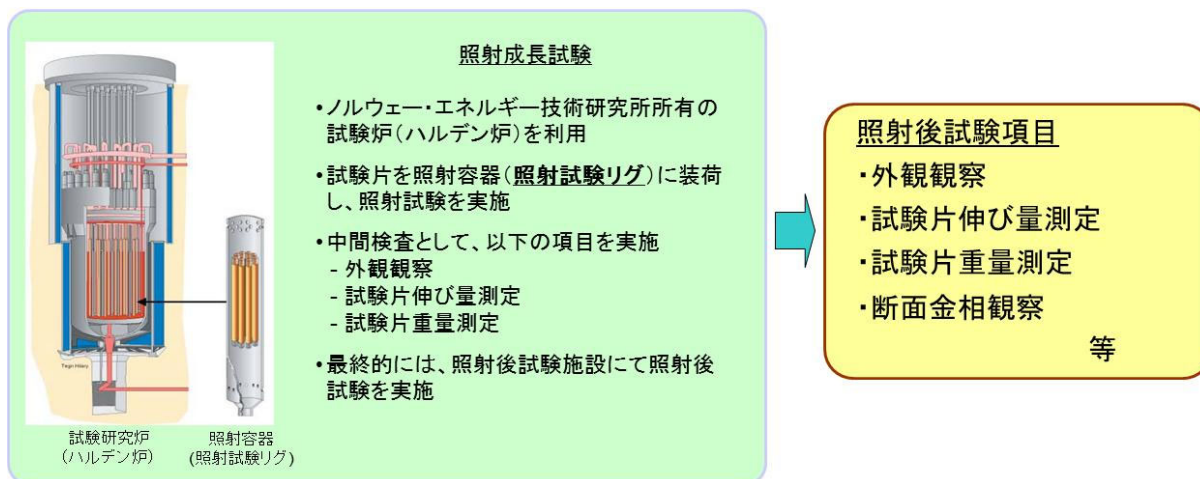 照射成長試験
・ノルウェー・エネルギー技術研究所所有の
試験炉(ハルデン炉)を利用
・試験片を照射容器(照射試験リグ)に装荷
し、照射試験を実施
・中間検査として、以下の項目を実施
- 外観観察
- 試験片伸び量測定
- 試験片重量測定
・最終的には、照射後試験施設にて照射後
試験を実施
試験研究炉
(ハルデン炉)
照射容器
(照射試験リグ)
照射後試験項目
・外観観察
・試験片伸び量測定
・試験片重量測定
・断面金相観察
等